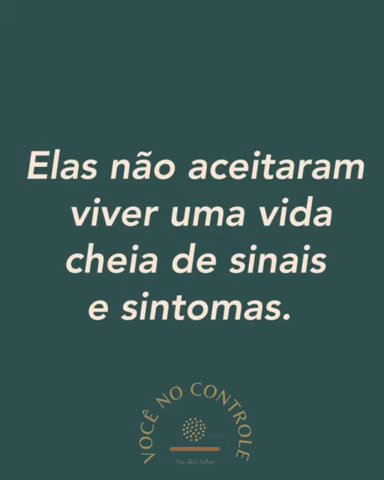 Elas não aceitaram
viver uma vida
cheia de sinais
e sintomas.
VOCÊ NO CONTROLE